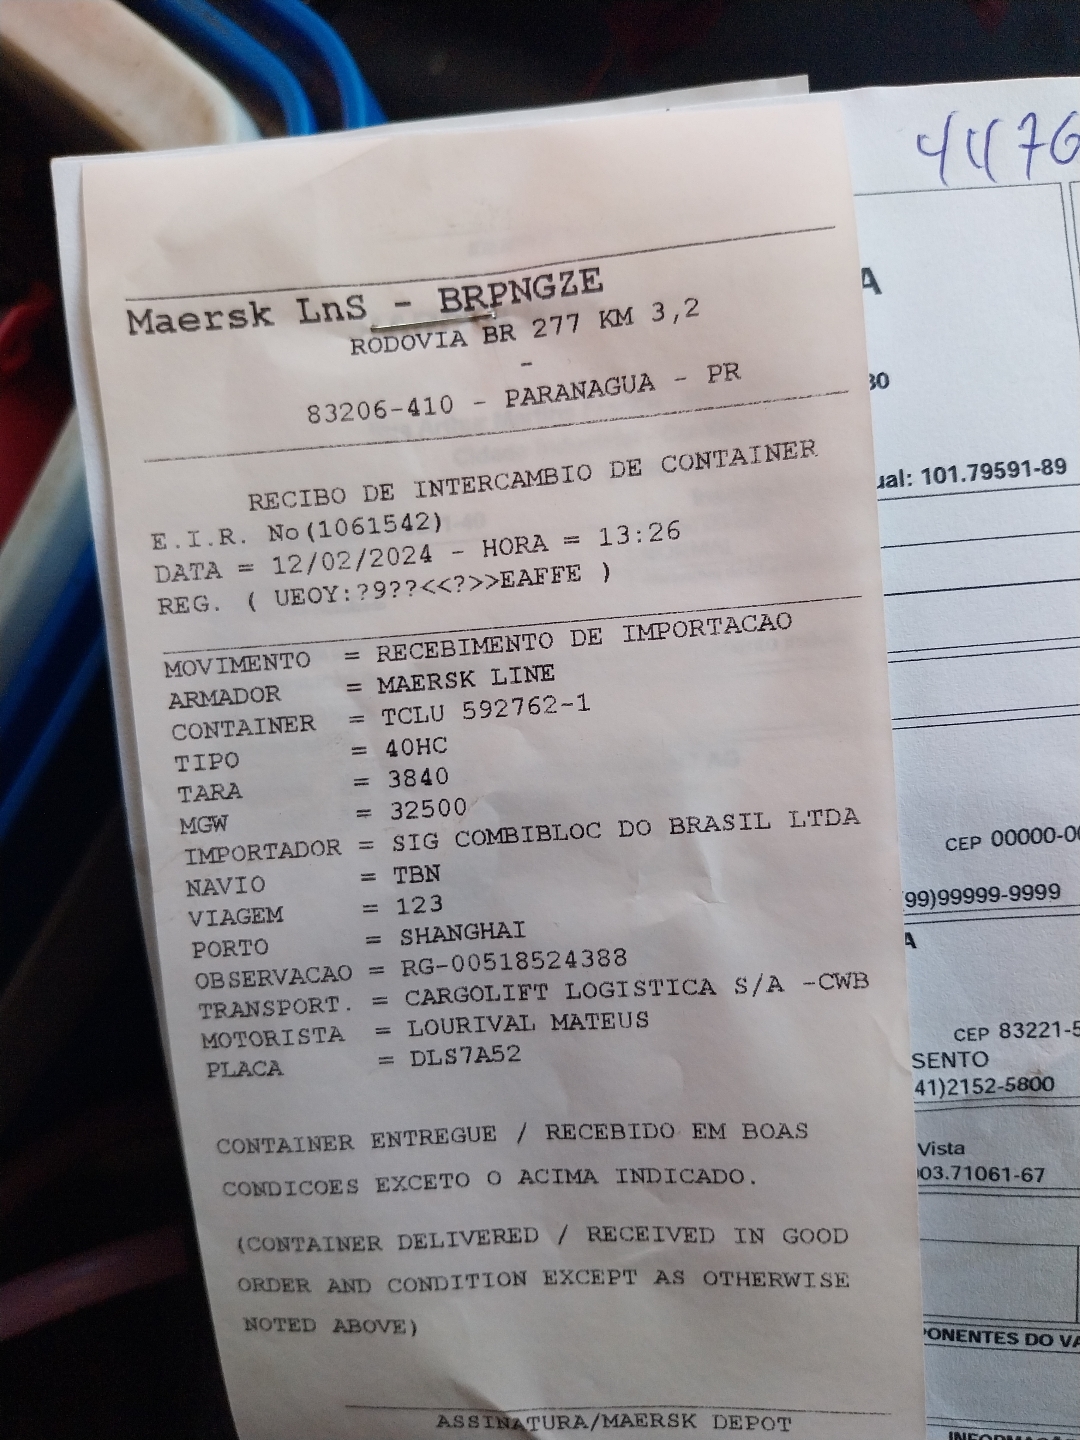 4476
Maersk LnS - BRPNGZE
RODOVIA BR 277 KM 3,2
-
83206-410 - PARANAGUA - PR
RECIBO DE INTERCAMBIO DE CONTAINER
E.I.R. No(1061542)
DATA = 12/02/2024 - HORA = 13:26
REG. ( UEOY:?9??<<?>>EAFFE )
MOVIMENTO = RECEBIMENTO DE IMPORTACAO
ARMADOR = MAERSK LINE
CONTAINER = TCLU 592762-1
TIPO = 40HC
TARA = 3840
MGW = 32500
IMPORTADOR = SIG COMBIBLOC DO BRASIL LTDA
NAVIO = TBN
VIAGEM = 123
PORTO = SHANGHAI
OBSERVACAO = RG-00518524388
TRANSPORT. = CARGOLIFT LOGISTICA S/A -CWB
MOTORISTA = LOURIVAL MATEUS
PLACA = DLS7A52
CONTAINER ENTREGUE / RECEBIDO EM BOAS
CONDICOES EXCETO O ACIMA INDICADO.
(CONTAINER DELIVERED / RECEIVED IN GOOD
ORDER AND CONDITION EXCEPT AS OTHERWISE
NOTED ABOVE)
ASSINATURA/MAERSK DEPOT
A
30
ual: 101.79591-89
CEP 00000-00
99)99999-9999
A
CEP 83221-5
SENTO
41)2152-5800
Vista
003.71061-67
PONENTES DO VA